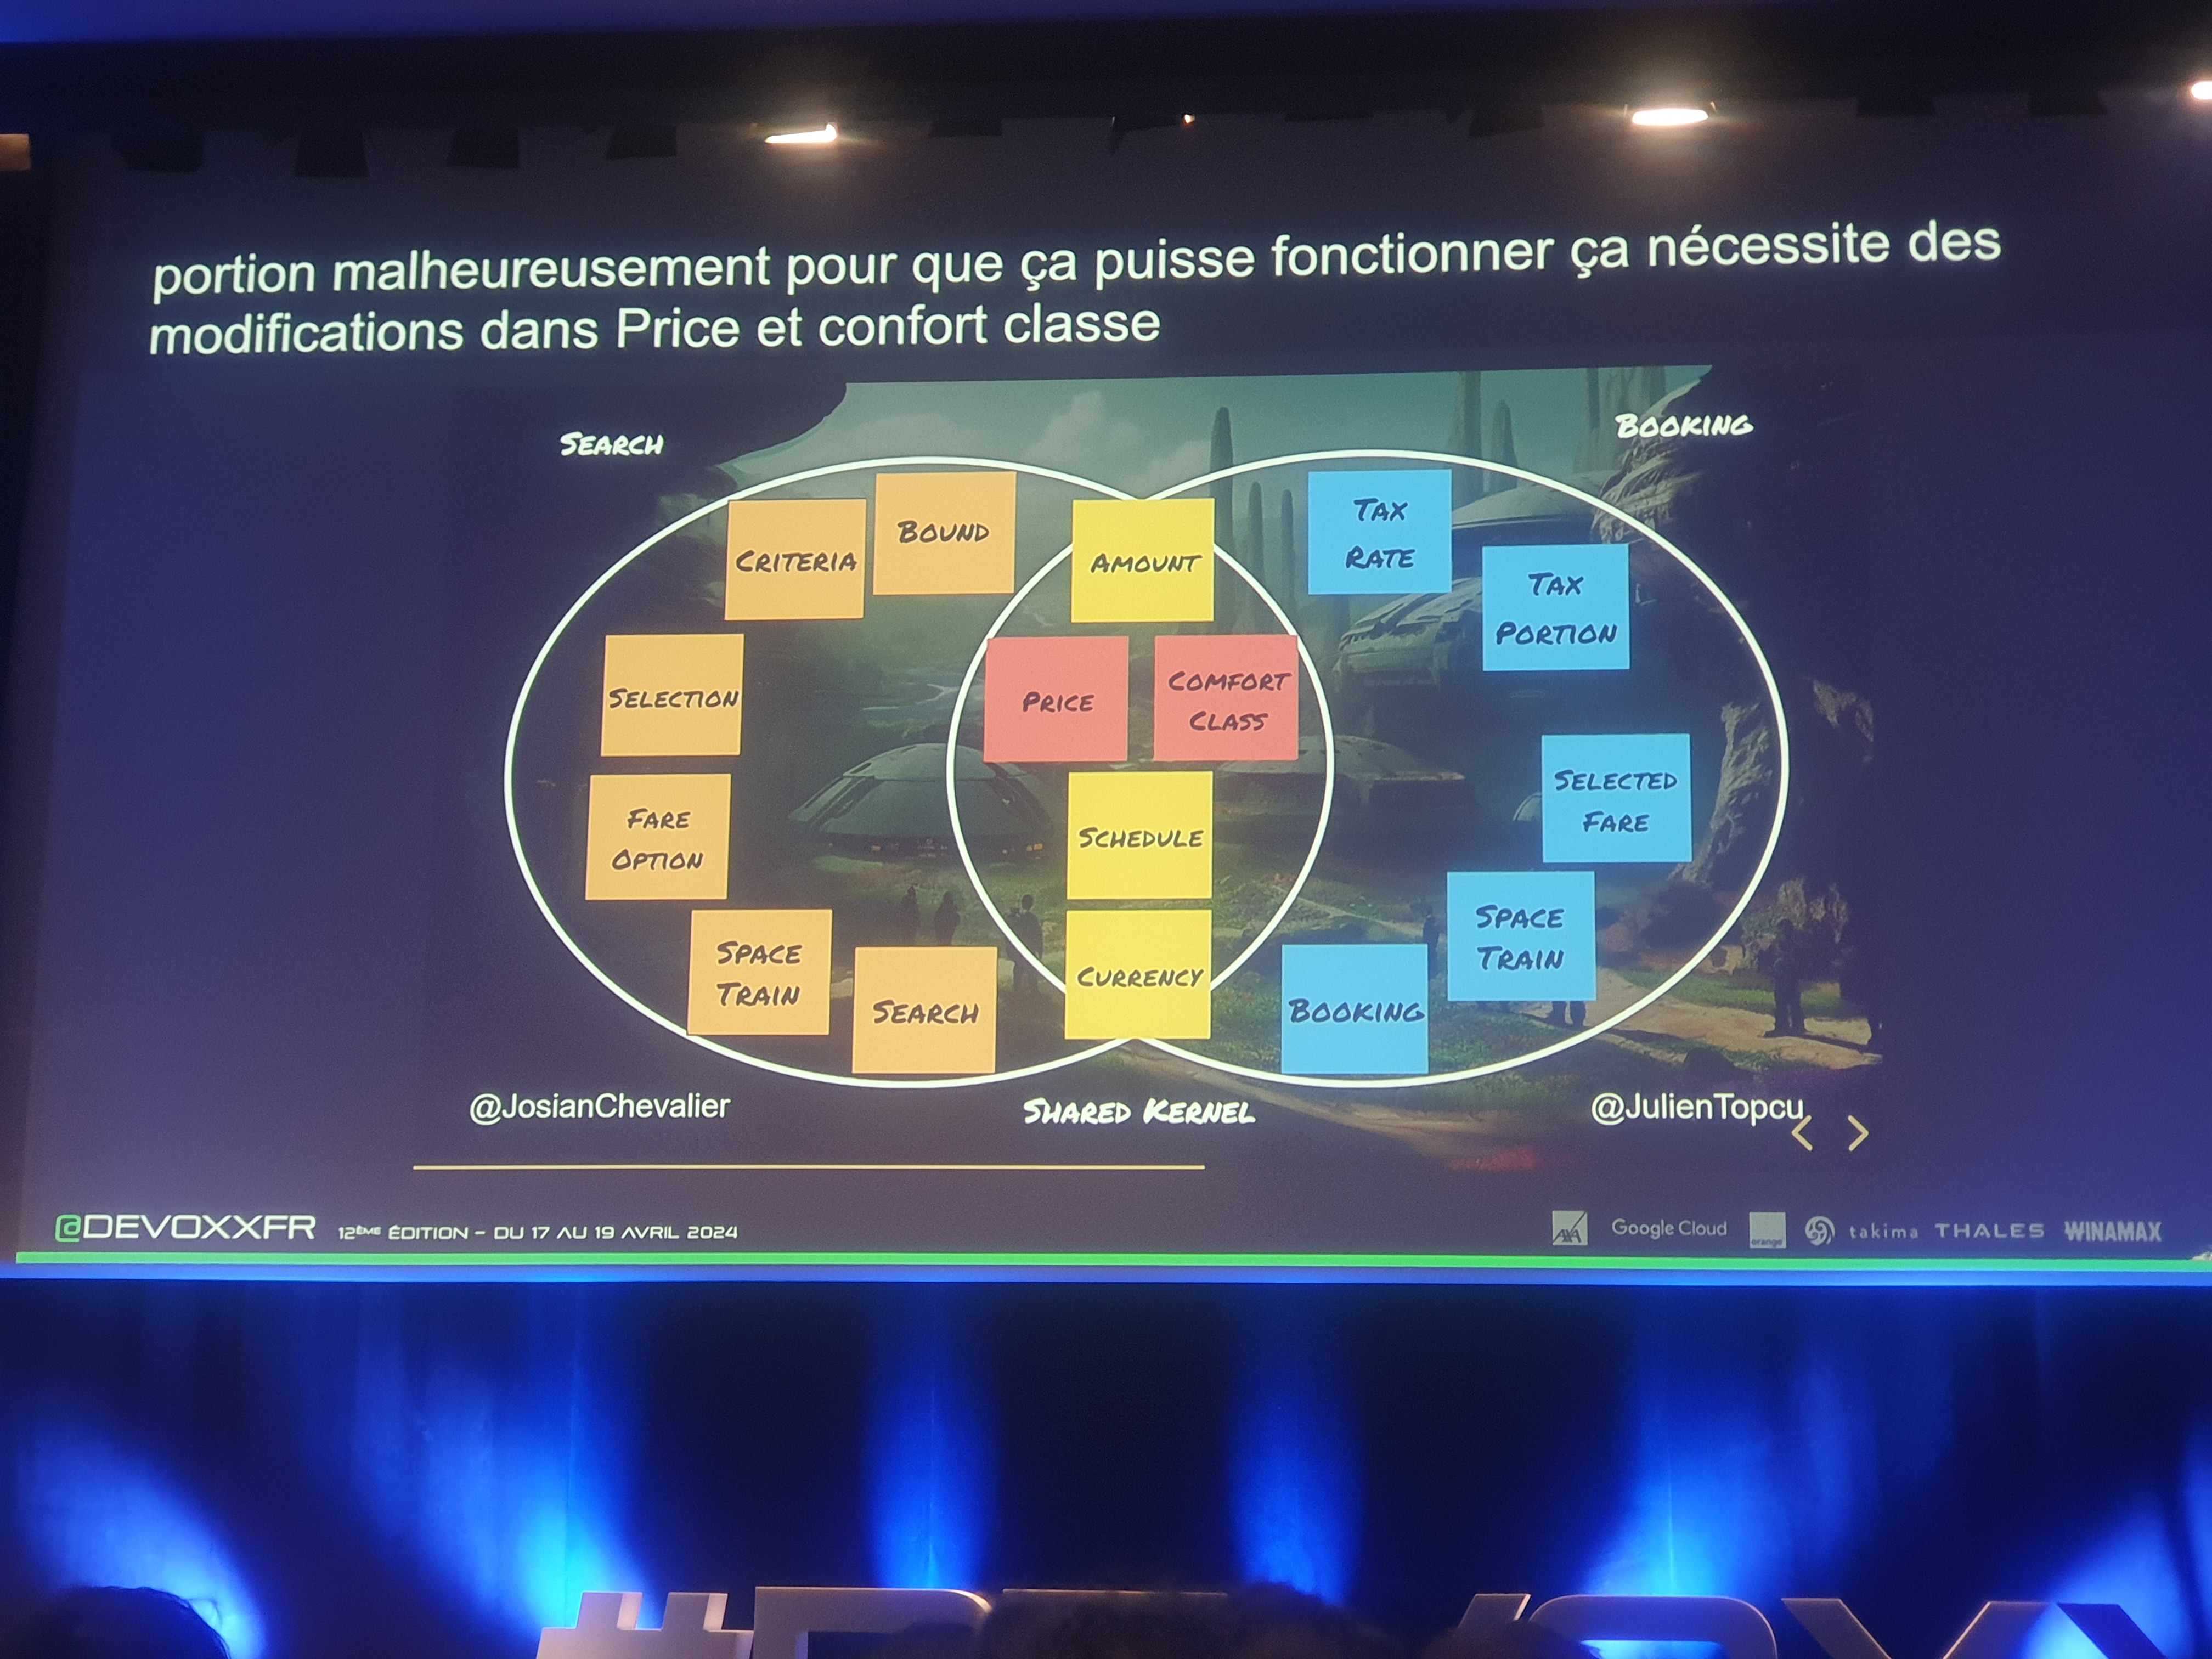 portion malheureusement pour que ça puisse fonctionner ça nécessite des
modifications dans Price et confort classe
SEARCH
BOOKING
CRITERIA
BOUND
AMOUNT
TAX
RATE
TAX
PORTION
SELECTION
PRICE
COMFORT
CLASS
FARE
OPTION
SCHEDULE
SELECTED
FARE
SPACE
TRAIN
SEARCH
CURRENCY
BOOKING
SPACE
TRAIN
@JosianChevalier
SHARED KERNEL
@JulienTopcu
< >
@DEVOXXFR 12ÈME ÉDITION – DU 17 AU 19 AVRIL 2024
AXA Google Cloud orange takima THALES WINAMAX